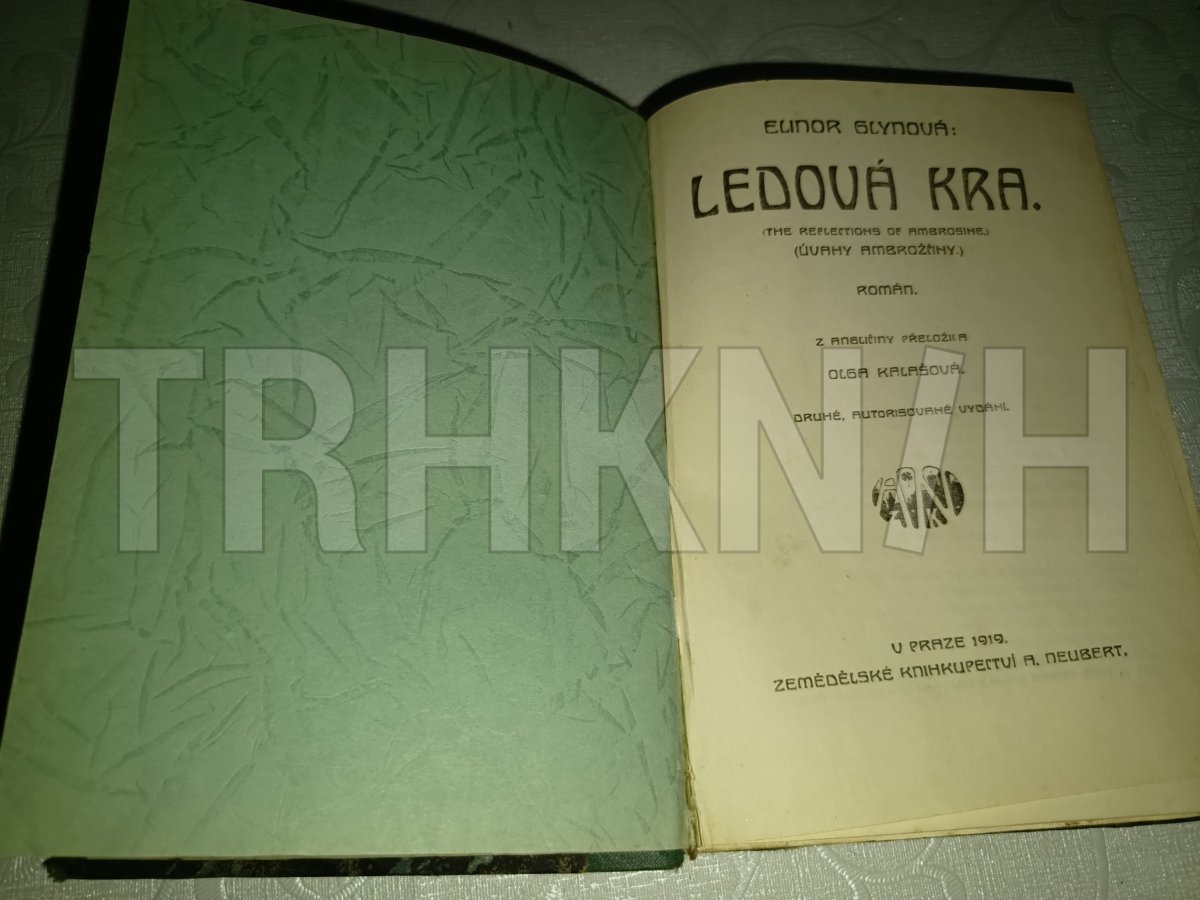 ELINOR GLYNOVÁ:
LEDOVÁ KRA.
(THE REFLECTIONS OF AMBROSINE.)
(ÚVAHY AMBROŽČINY.)
ROMÁN.
Z ANGLIČINY PŘELOŽILA
OLGA KALAŠOVÁ.
DRUHÉ, AUTORISOVANÉ VYDÁNÍ.
TRHKNIH
V PRAZE 1919.
ZEMĚDĚLSKÉ KNIHKUPECTVÍ A. NEUBERT.